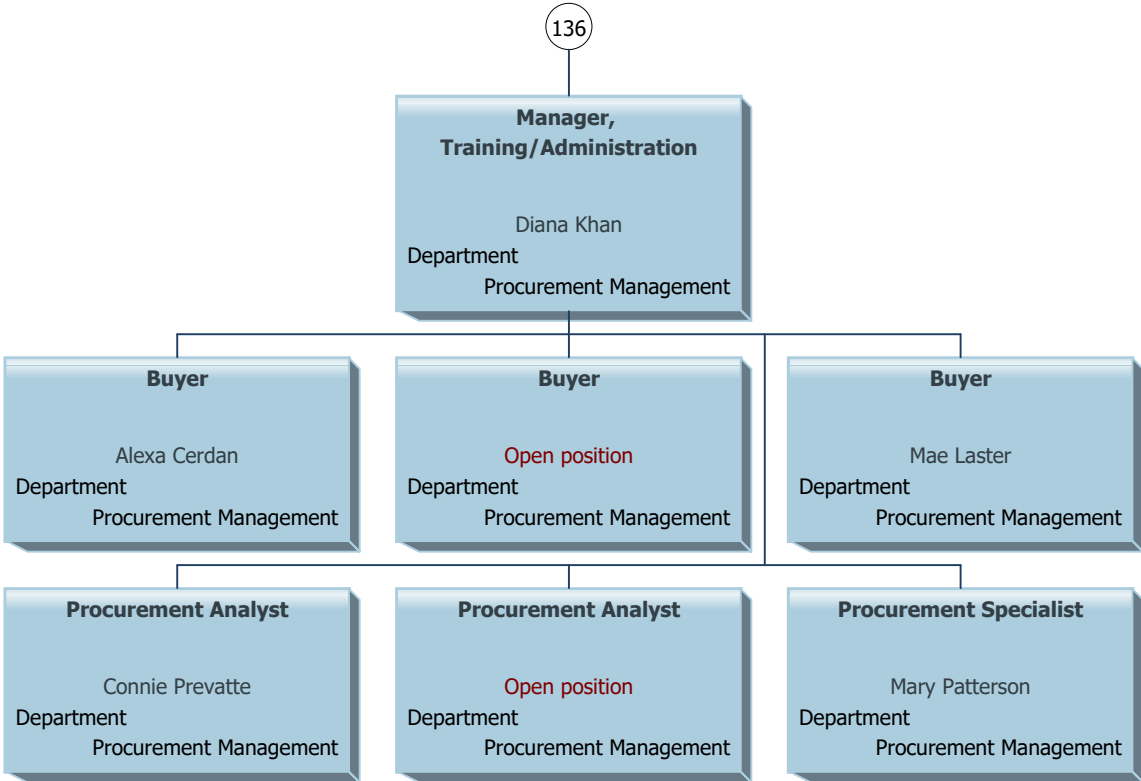 136
Manager,
Training/Administration
Diana Khan
Department
Procurement Management
Buyer
Alexa Cerdan
Department
Procurement Management
Buyer
Open position
Department
Procurement Management
Buyer
Mae Laster
Department
Procurement Management
Procurement Analyst
Connie Prevatte
Department
Procurement Management
Procurement Analyst
Open position
Department
Procurement Management
Procurement Specialist
Mary Patterson
Department
Procurement Management